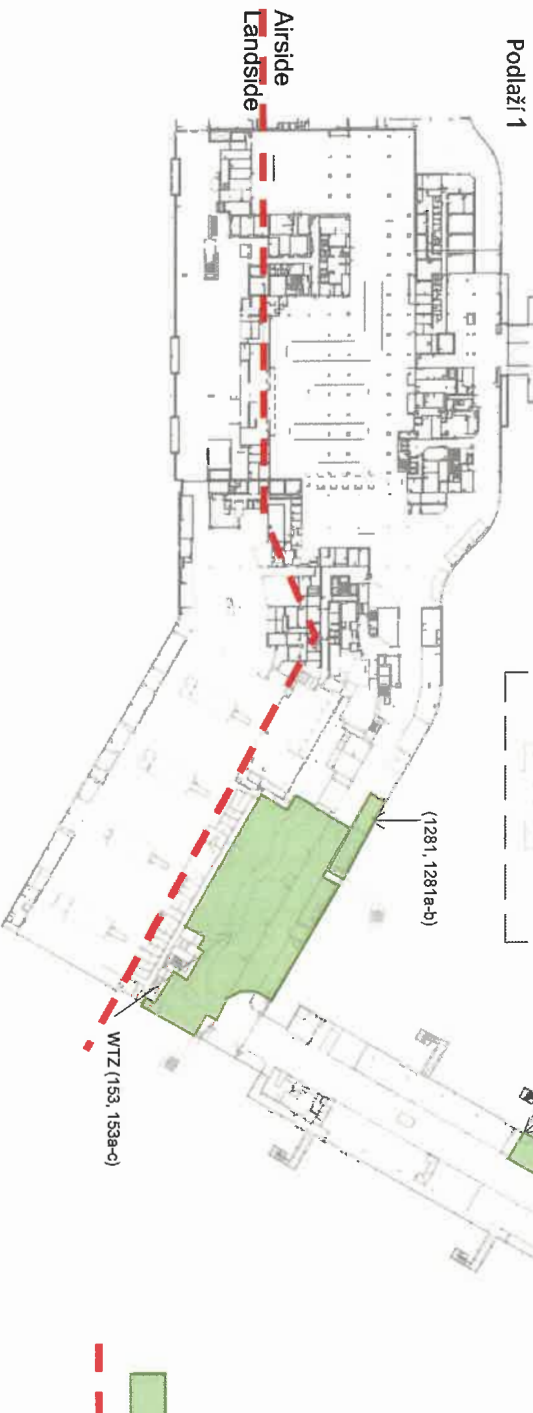 Podlaží 1
Airside
Landside
(1281, 1281a-b)
WTZ (153, 153a-c)